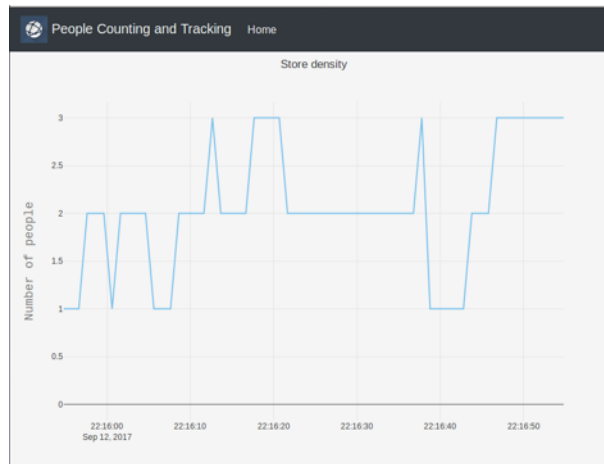 People Counting and Tracking Home
Store density
Number of people
3
2.5
2
1.5
1
0.5
0
22:16:00 22:16:10 22:16:20 22:16:30 22:16:40 22:16:50
Sep 12, 2017